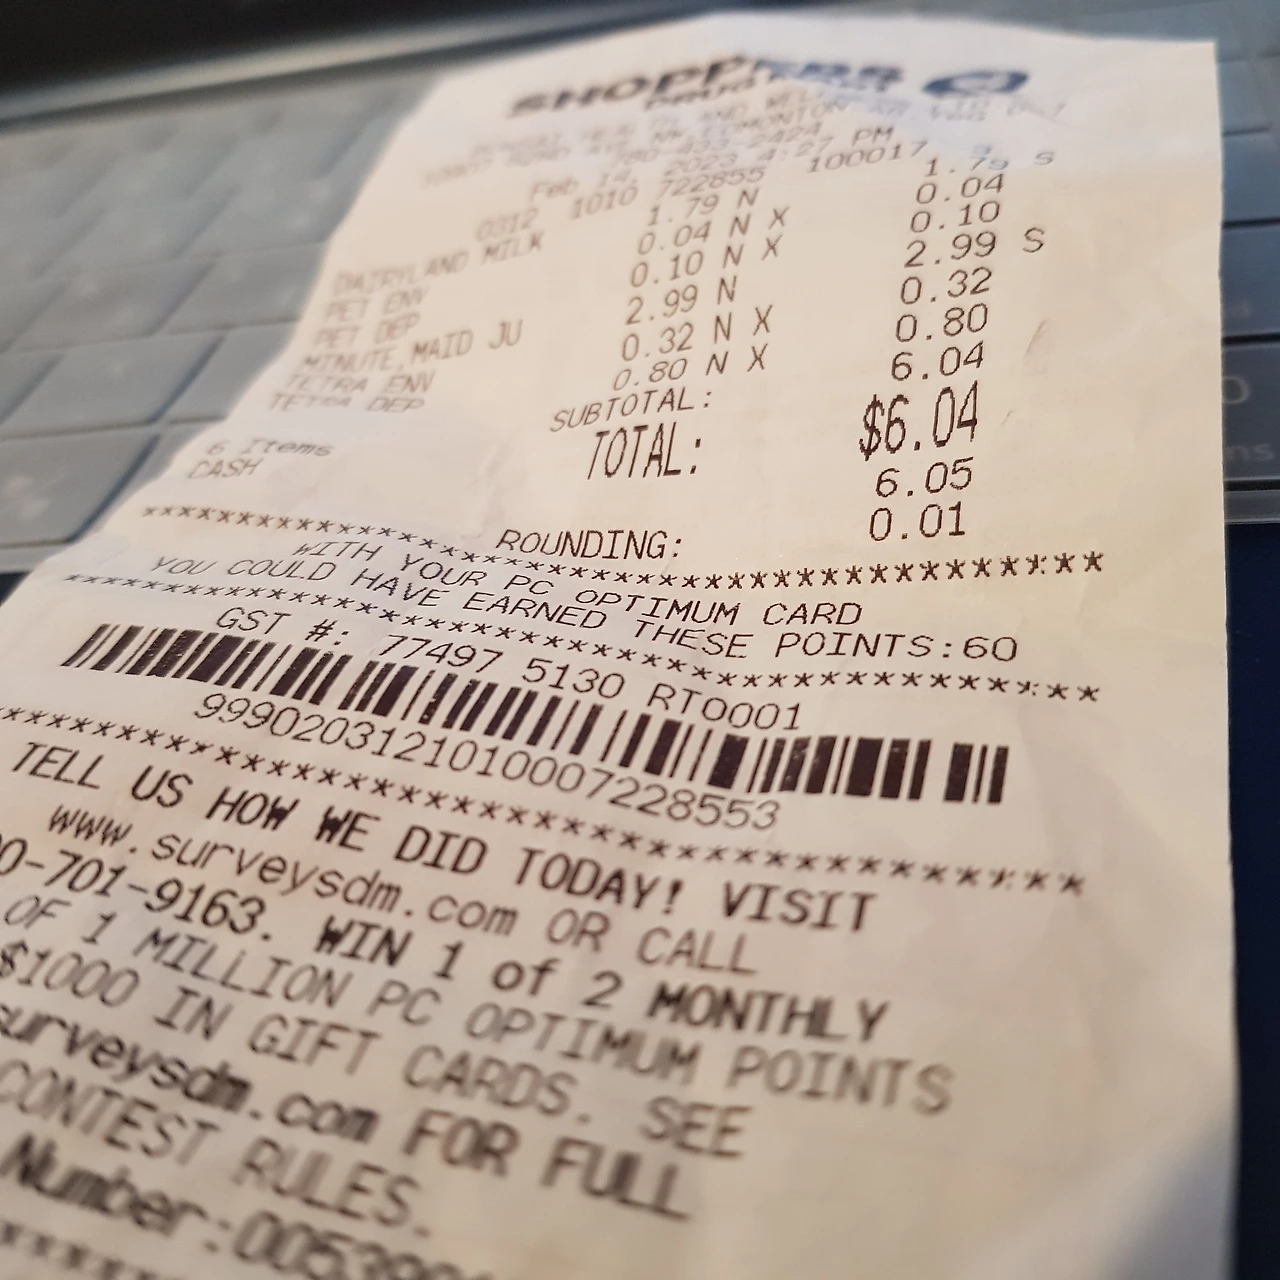 SHOPPERS
DRUG
780-433-2424
Feb 14, 2023 4:27 PM
0312 1010 722855 100017
DAIRYLAND MILK 1.79 N 1.79 S
PET ENV 0.04 N X 0.04
PET DEP 0.10 N X 0.10
MINUTE MAID JU 2.99 N 2.99 S
TETRA ENV 0.32 N X 0.32
TETRA DEP 0.80 N X 0.80
SUBTOTAL: 6.04
TOTAL: $6.04
6 Items
CASH 6.05
ROUNDING: 0.01
****************************************
WITH YOUR PC OPTIMUM CARD
YOU COULD HAVE EARNED THESE POINTS:60
****************************************
GST #: 77497 5130 RT0001
9990203121010007228553
****************************************
TELL US HOW WE DID TODAY! VISIT
www.surveysdm.com OR CALL
0-701-9163. WIN 1 of 2 MONTHLY
OF 1 MILLION PC OPTIMUM POINTS
$1000 IN GIFT CARDS. SEE
surveysdm.com FOR FULL
CONTEST RULES.
Number:005398